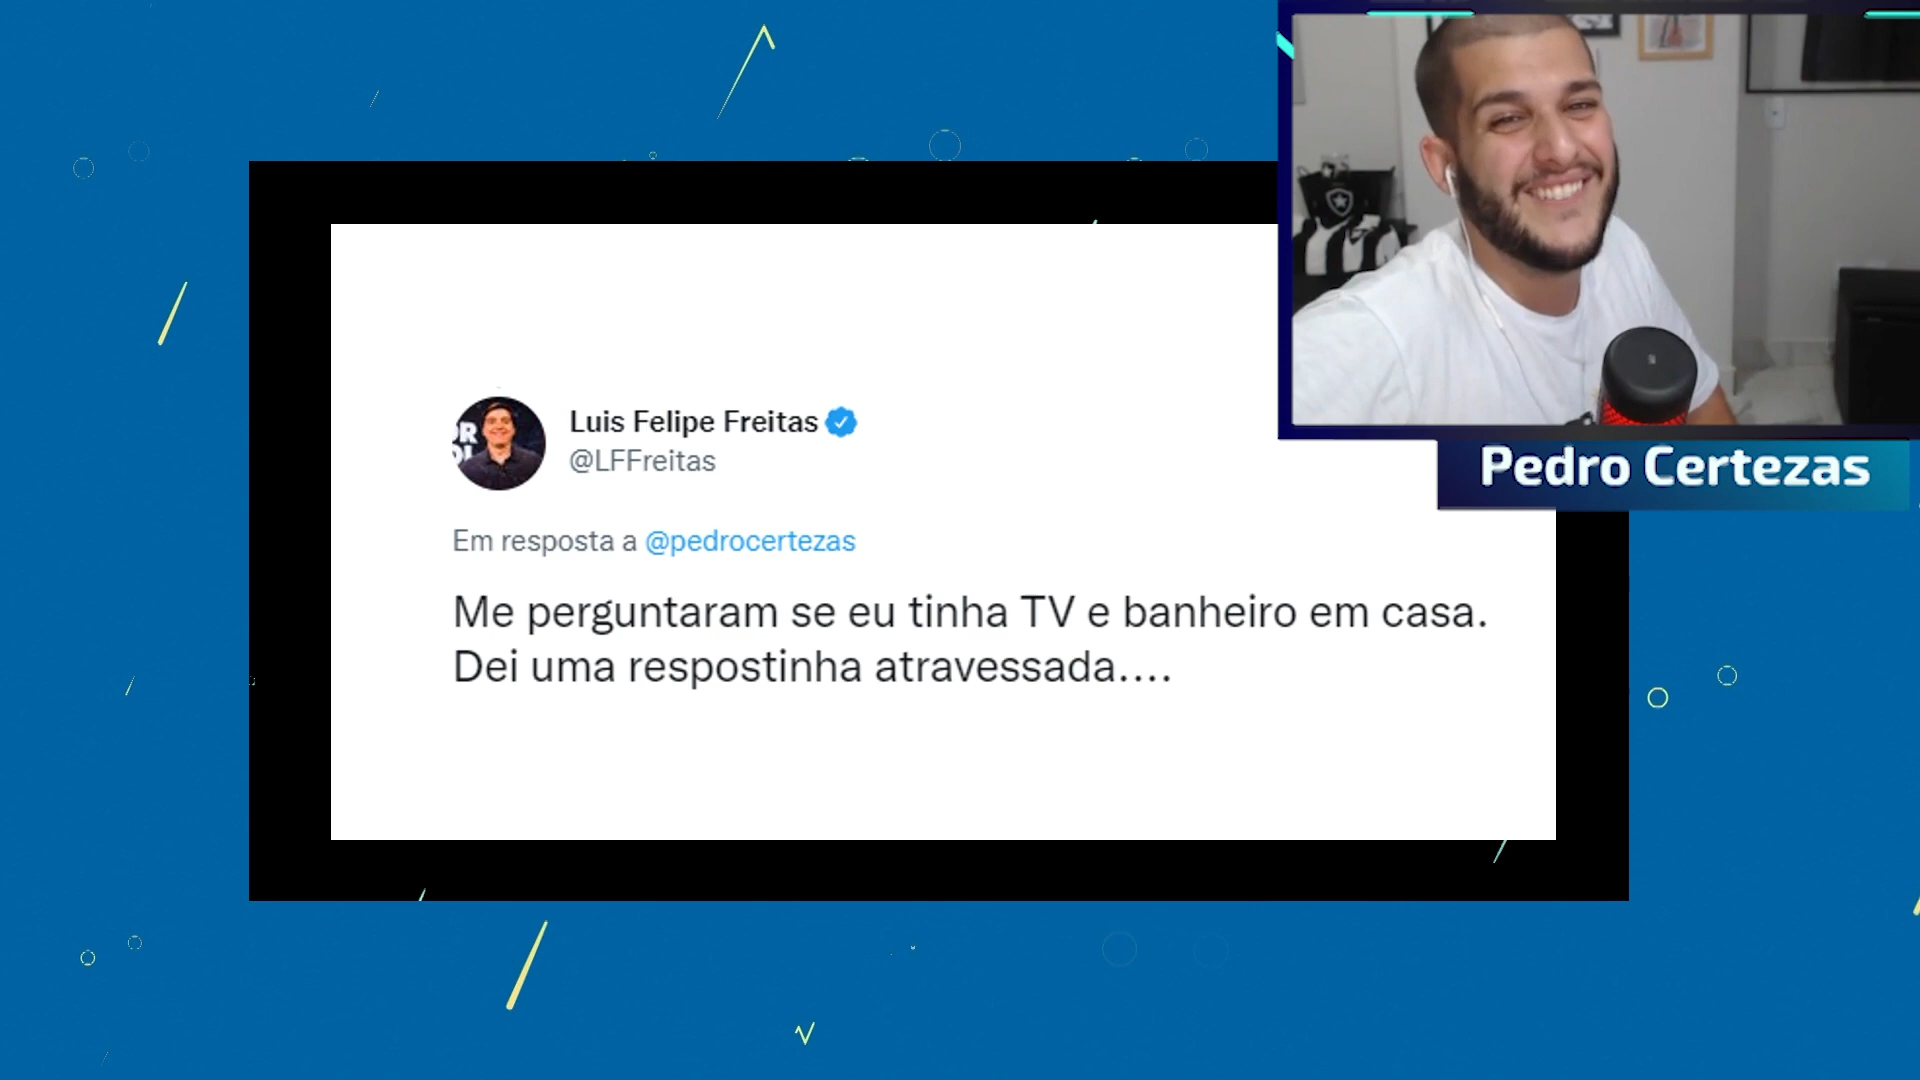 Luis Felipe Freitas
@LFFreitas
Em resposta a @pedrocertezas
Me perguntaram se eu tinha TV e banheiro em casa.
Dei uma respostinha atravessada....
Pedro Certezas